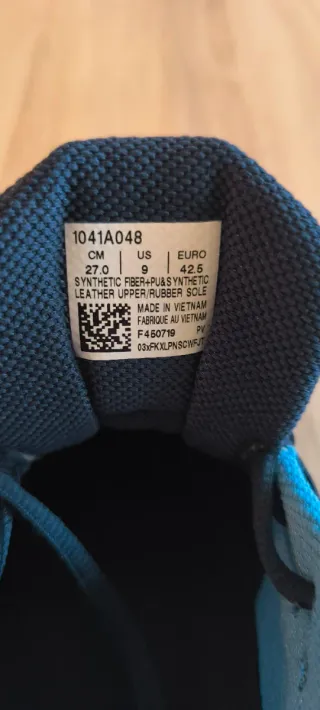 1041A048
CM | US | EURO
27.0 | 9 | 42.5
SYNTHETIC FIBER+PU&SYNTHETIC
LEATHER UPPER/RUBBER SOLE
MADE IN VIETNAM
FABRIQUE AU VIETNAM
F450719 PV
03xFKXLPNSCWFJT